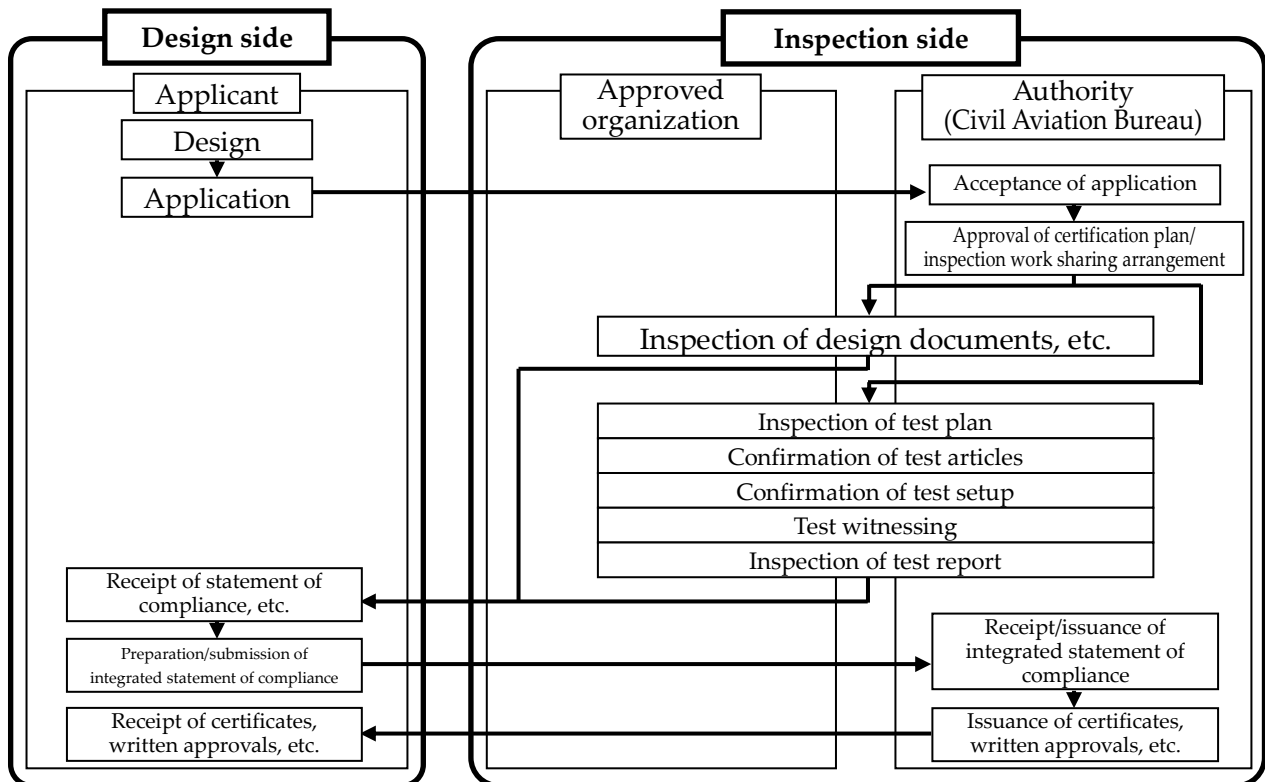 Design side
Inspection side
Applicant
Approved
organization
Authority
(Civil Aviation Bureau)
Design
Application
Acceptance of application
Approval of certification plan/
inspection work sharing arrangement
Inspection of design documents, etc.
Inspection of test plan
Confirmation of test articles
Confirmation of test setup
Test witnessing
Inspection of test report
Receipt of statement of
compliance, etc.
Preparation/submission of
integrated statement of compliance
Receipt/issuance of
integrated statement of
compliance
Receipt of certificates,
written approvals, etc.
Issuance of certificates,
written approvals, etc.